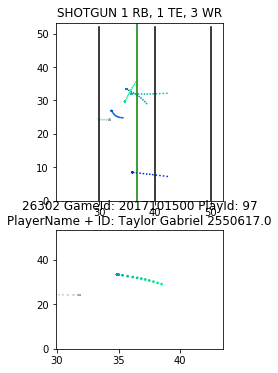 SHOTGUN 1 RB, 1 TE, 3 WR
50
40
30
20
10
0
30 40 50
26302 GameId: 2017101500 PlayId: 97
PlayerName + ID: Taylor Gabriel 2550617.0
40
20
0
30 35 40